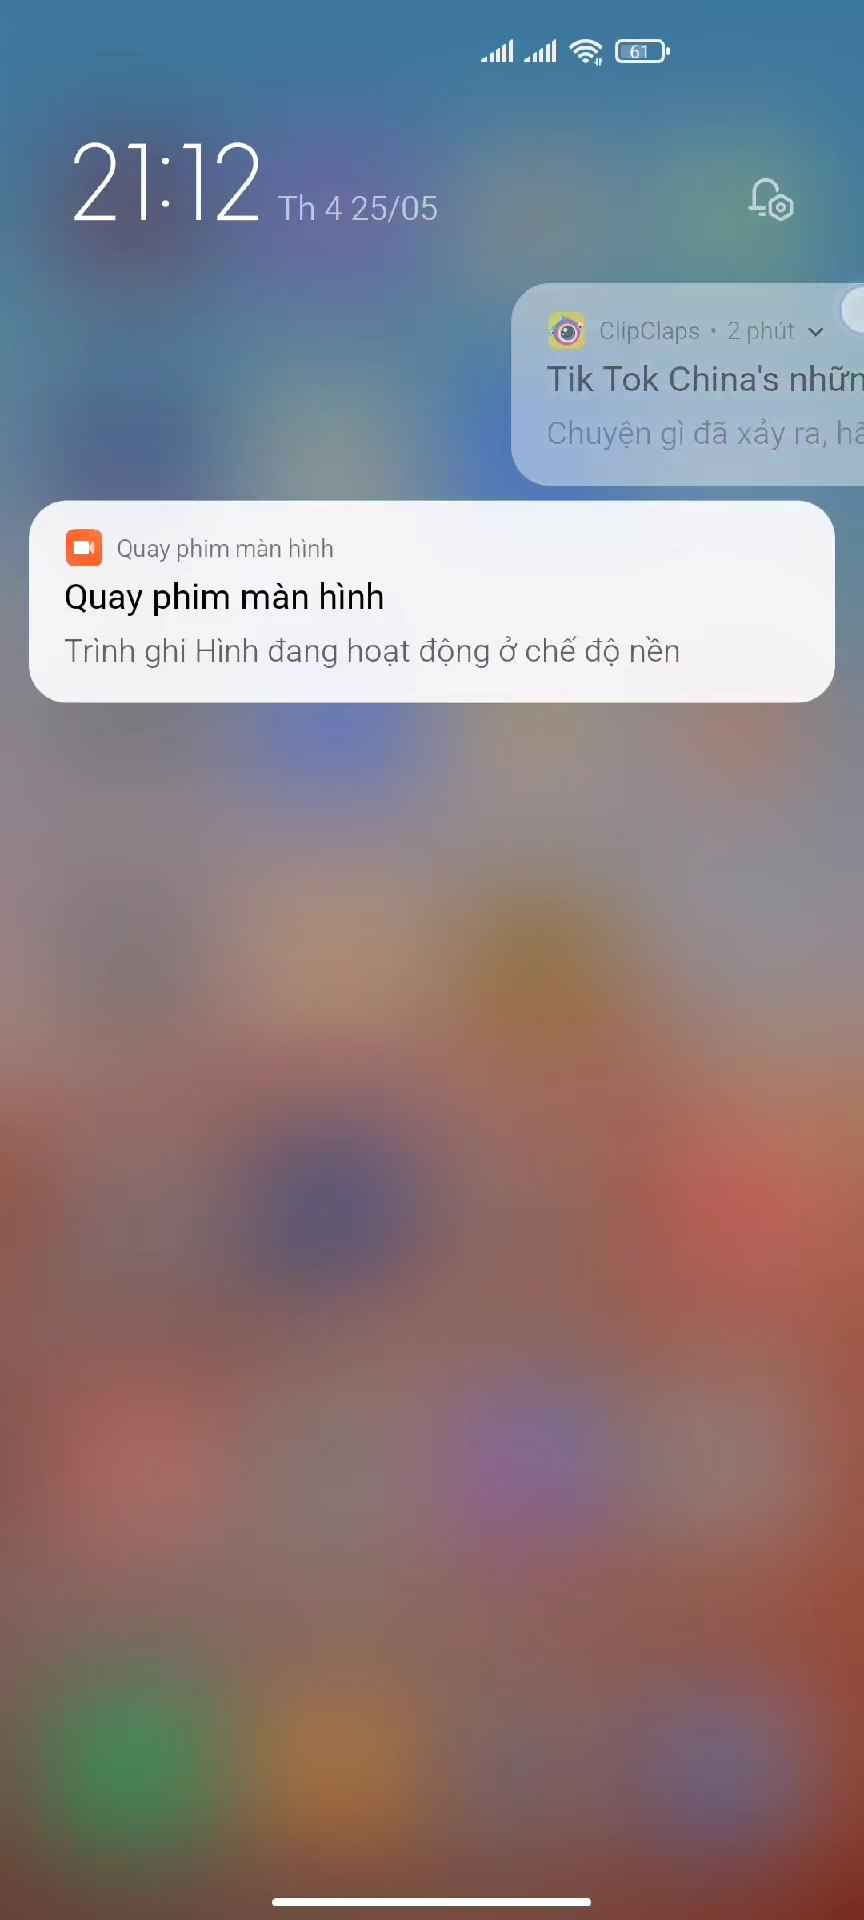 61
21:12 Th 4 25/05
ClipClaps • 2 phút
Tik Tok China's
Chuyện gì đã xảy ra,
Quay phim màn hình
Quay phim màn hình
Trình ghi Hình đang hoạt động ở chế độ nền